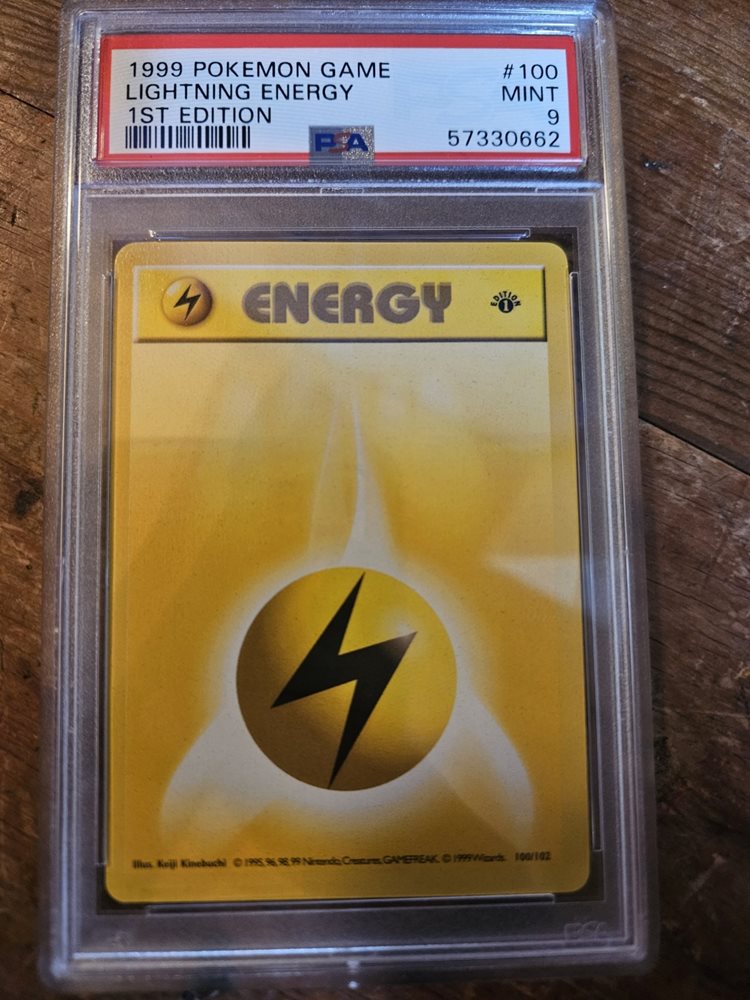 1999 POKEMON GAME #100
LIGHTNING ENERGY MINT
1ST EDITION 9
PSA 57330662
ENERGY
EDITION
1
Illus. Keiji Kinebuchi © 1995, 96, 98, 99 Nintendo, Creatures, GAMEFREAK. © 1999 Wizards. 100/102
PSA